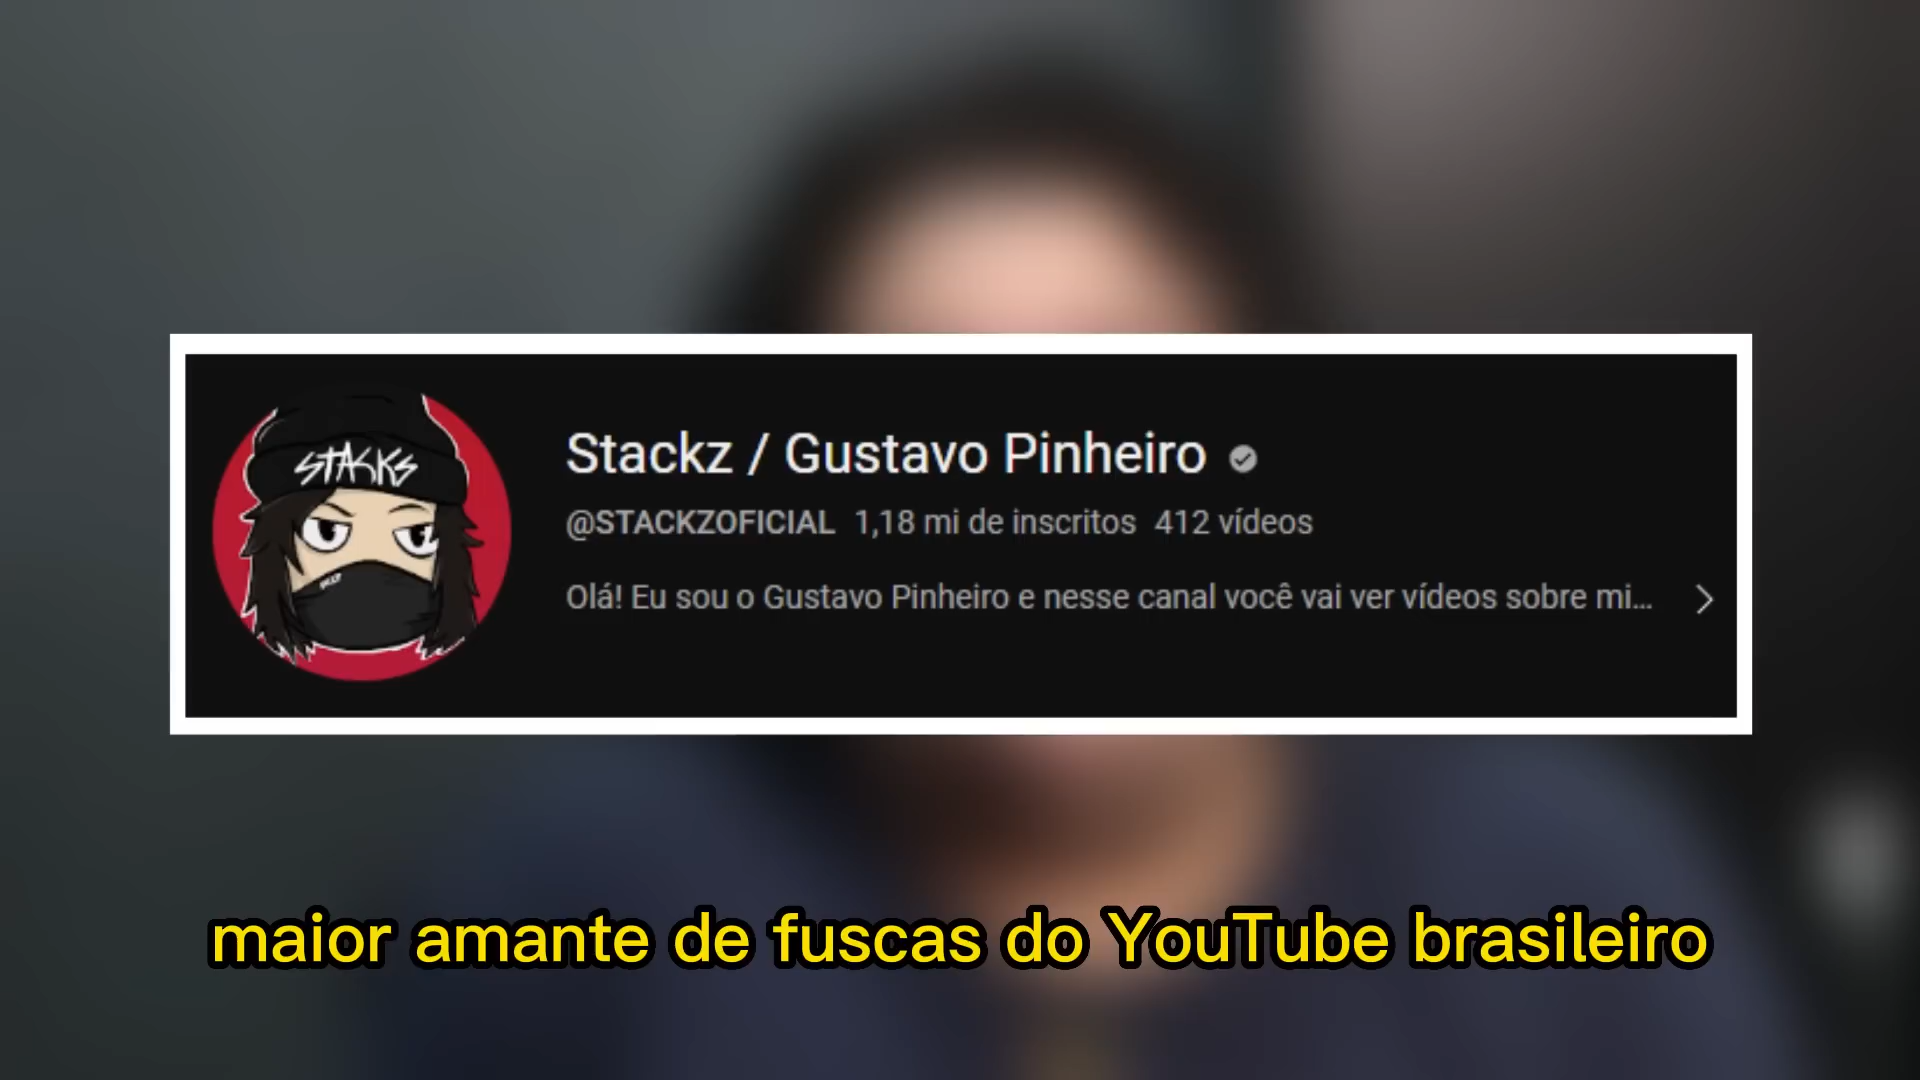 STACKS
Stackz / Gustavo Pinheiro
@STACKZOFICIAL 1,18 mi de inscritos 412 vídeos
Olá! Eu sou o Gustavo Pinheiro e nesse canal você vai ver vídeos sobre mi...
maior amante de fuscas do YouTube brasileiro